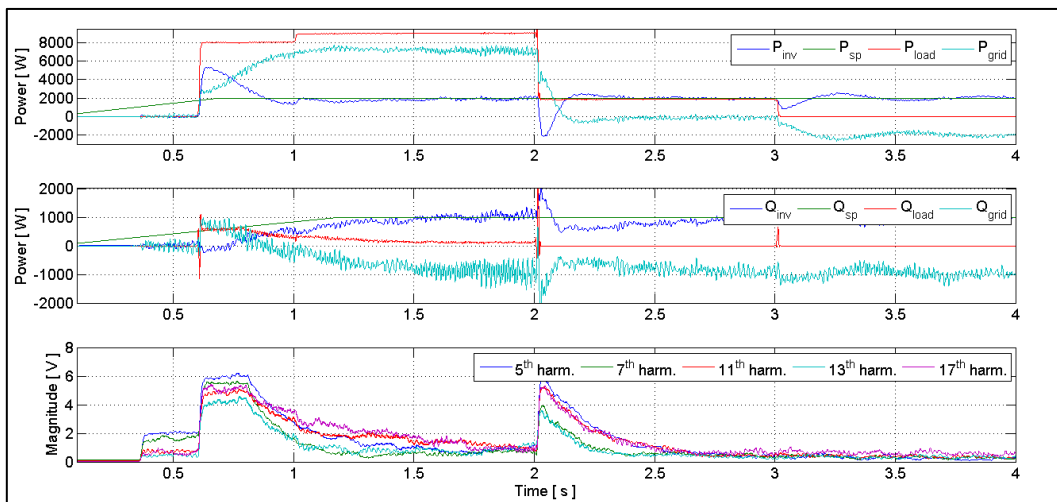 8000
6000
4000
2000
0
-2000
Power [ W ]
P_inv P_sp P_load P_grid
0.5 1 1.5 2 2.5 3 3.5 4
2000
1000
0
-1000
-2000
Power [ W ]
Q_inv Q_sp Q_load Q_grid
0.5 1 1.5 2 2.5 3 3.5 4
8
6
4
2
0
Magnitude [ V ]
5th harm. 7th harm. 11th harm. 13th harm. 17th harm.
0.5 1 1.5 2 2.5 3 3.5 4
Time [ s ]